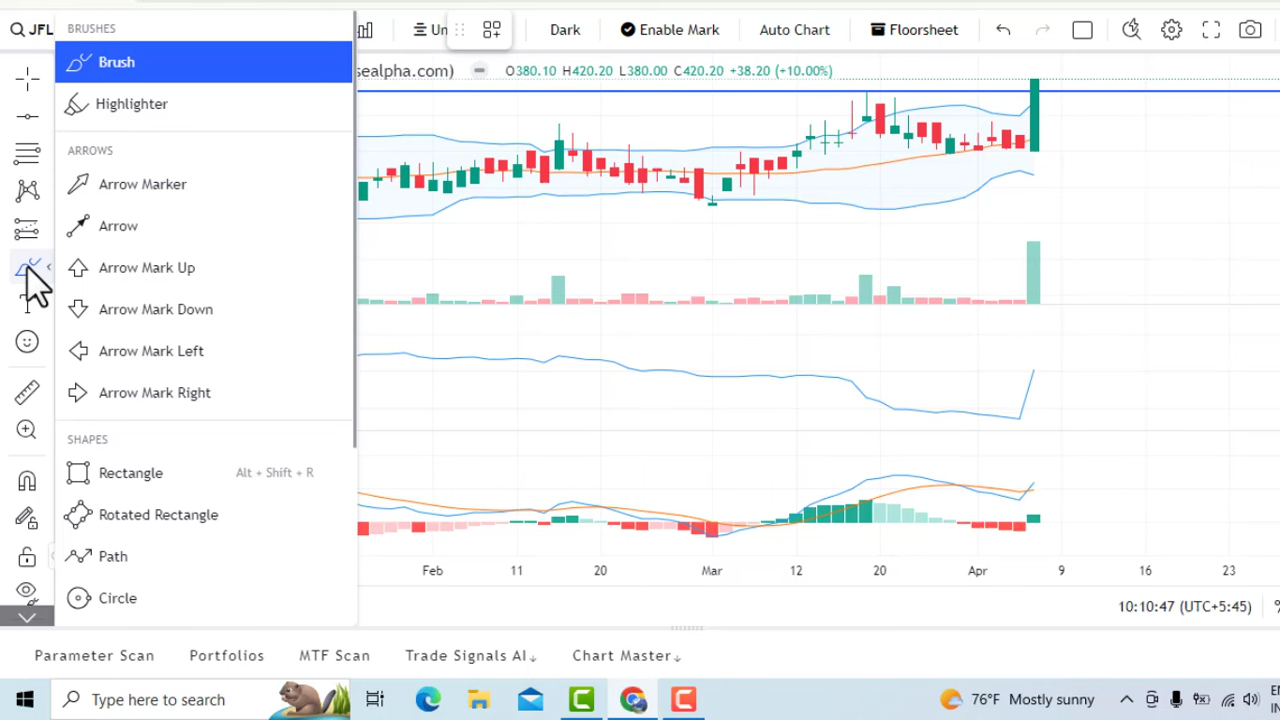 JFL
Un
Dark
Enable Mark
Auto Chart
Floorsheet
BRUSHES
Brush
Highlighter
ARROWS
Arrow Marker
Arrow
Arrow Mark Up
Arrow Mark Down
Arrow Mark Left
Arrow Mark Right
SHAPES
Rectangle Alt + Shift + R
Rotated Rectangle
Path
Circle
sealpha.com) O380.10 H420.20 L380.00 C420.20 +38.20 (+10.00%)
Feb 11 20 Mar 12 20 Apr 9 16 23
10:10:47 (UTC+5:45) %
Parameter Scan Portfolios MTF Scan Trade Signals AI↓ Chart Master↓
Type here to search
76°F Mostly sunny